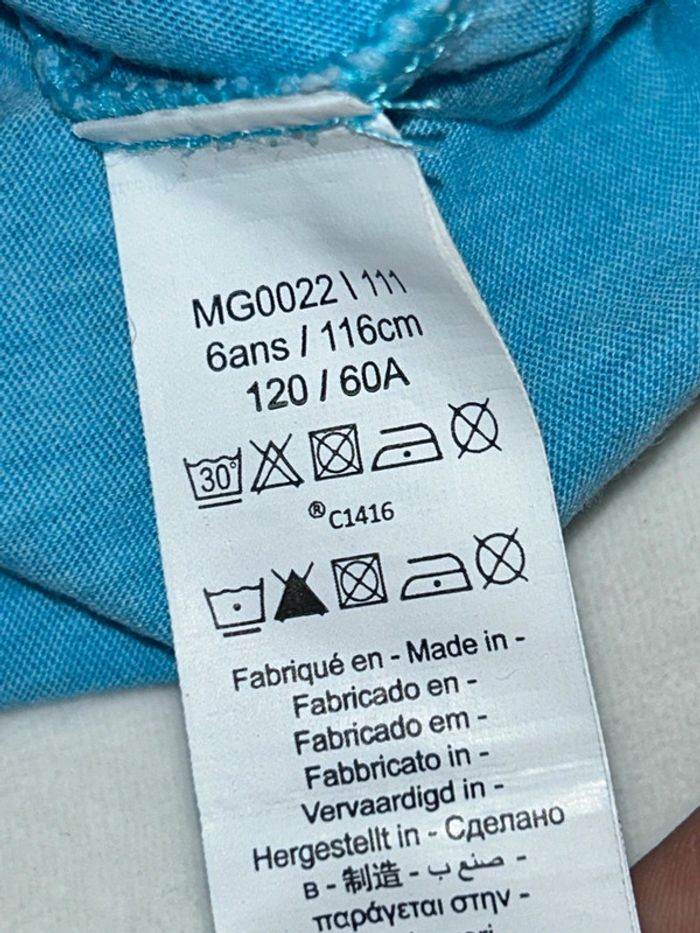 MG0022 \ 111
6ans / 116cm
120 / 60A
30°
®C1416
Fabriqué en - Made in -
Fabricado en -
Fabricado em -
Fabbricato in -
Vervaardigd in -
Hergestellt in - Сделано
в - 制造 - صنع ب -
παράγεται στην -